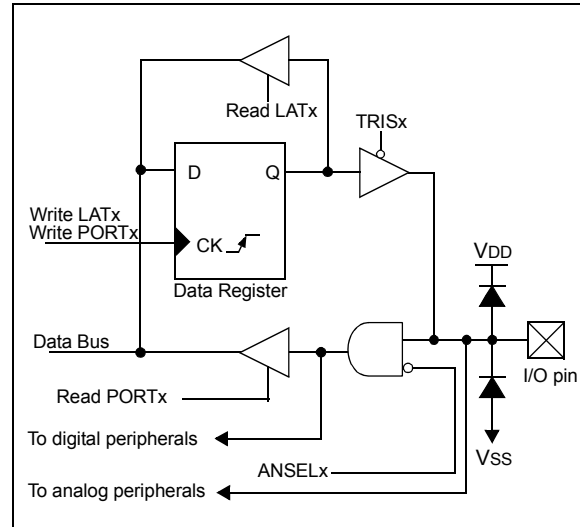 Read LATx
TRISx
D Q
Write LATx
Write PORTx
CK
Data Register
VDD
Data Bus
I/O pin
Read PORTx
To digital peripherals
ANSELx
VSS
To analog peripherals